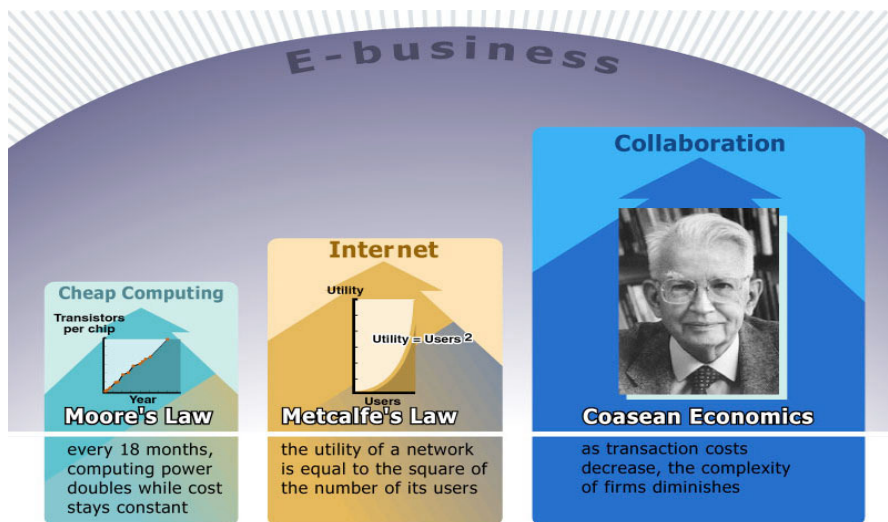 E-business
Collaboration
Internet
Cheap Computing
Transistors
per chip
Year
Moore's Law
every 18 months,
computing power
doubles while cost
stays constant
Utility
Utility = Users 2
Users
Metcalfe's Law
the utility of a network
is equal to the square of
the number of its users
Coasean Economics
as transaction costs
decrease, the complexity
of firms diminishes